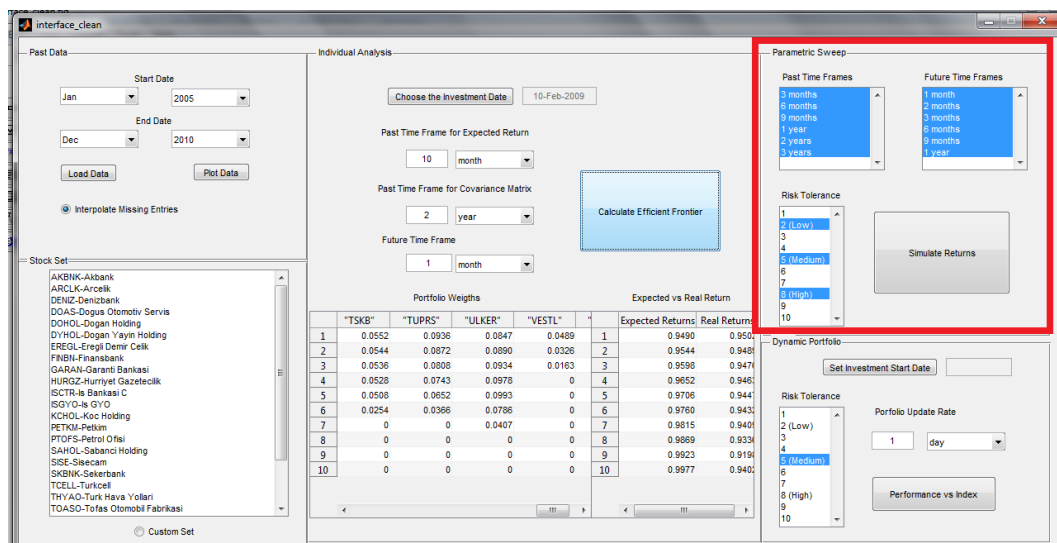 interface_clean
Past Data
Start Date
Jan 2005
End Date
Dec 2010
Load Data Plot Data
Interpolate Missing Entries
Stock Set
AKBNK-Akbank
ARCLK-Arcelik
DENIZ-Denizbank
DOAS-Dogus Otomotiv Servis
DOHOL-Dogan Holding
DYHOL-Dogan Yayin Holding
EREGL-Eregli Demir Celik
FINBN-Finansbank
GARAN-Garanti Bankasi
HURGZ-Hurriyet Gazetecilik
ISCTR-Is Bankasi C
ISGYO-Is GYO
KCHOL-Koc Holding
PETKM-Petkim
PTOFS-Petrol Ofisi
SAHOL-Sabanci Holding
SISE-Sisecam
SKBNK-Sekerbank
TCELL-Turkcell
THYAO-Turk Hava Yollari
TOASO-Tofas Otomobil Fabrikasi
Custom Set
Individual Analysis
Choose the Investment Date 10-Feb-2009
Past Time Frame for Expected Return
10 month
Past Time Frame for Covariance Matrix
2 year
Future Time Frame
1 month
Calculate Efficient Frontier
Portfolio Weigths
"TSKB" "TUPRS" "ULKER" "VESTL" "
1 0.0552 0.0936 0.0847 0.0489
2 0.0544 0.0872 0.0890 0.0326
3 0.0536 0.0808 0.0934 0.0163
4 0.0528 0.0743 0.0978 0
5 0.0508 0.0652 0.0993 0
6 0.0254 0.0366 0.0786 0
7 0 0 0.0407 0
8 0 0 0 0
9 0 0 0 0
10 0 0 0 0
Expected vs Real Return
Expected Returns Real Returns
1 0.9490
2 0.9544
3 0.9598
4 0.9652
5 0.9706
6 0.9760
7 0.9815
8 0.9869
9 0.9923
10 0.9977
Parametric Sweep
Past Time Frames
3 months
6 months
9 months
1 year
2 years
3 years
Future Time Frames
1 month
2 months
3 months
6 months
9 months
1 year
Risk Tolerance
1
2 (Low)
3
4
5 (Medium)
6
7
8 (High)
9
10
Simulate Returns
Dynamic Portfolio
Set Investment Start Date
Risk Tolerance
1
2 (Low)
3
4
5 (Medium)
6
7
8 (High)
9
10
Porfolio Update Rate
1 day
Performance vs Index